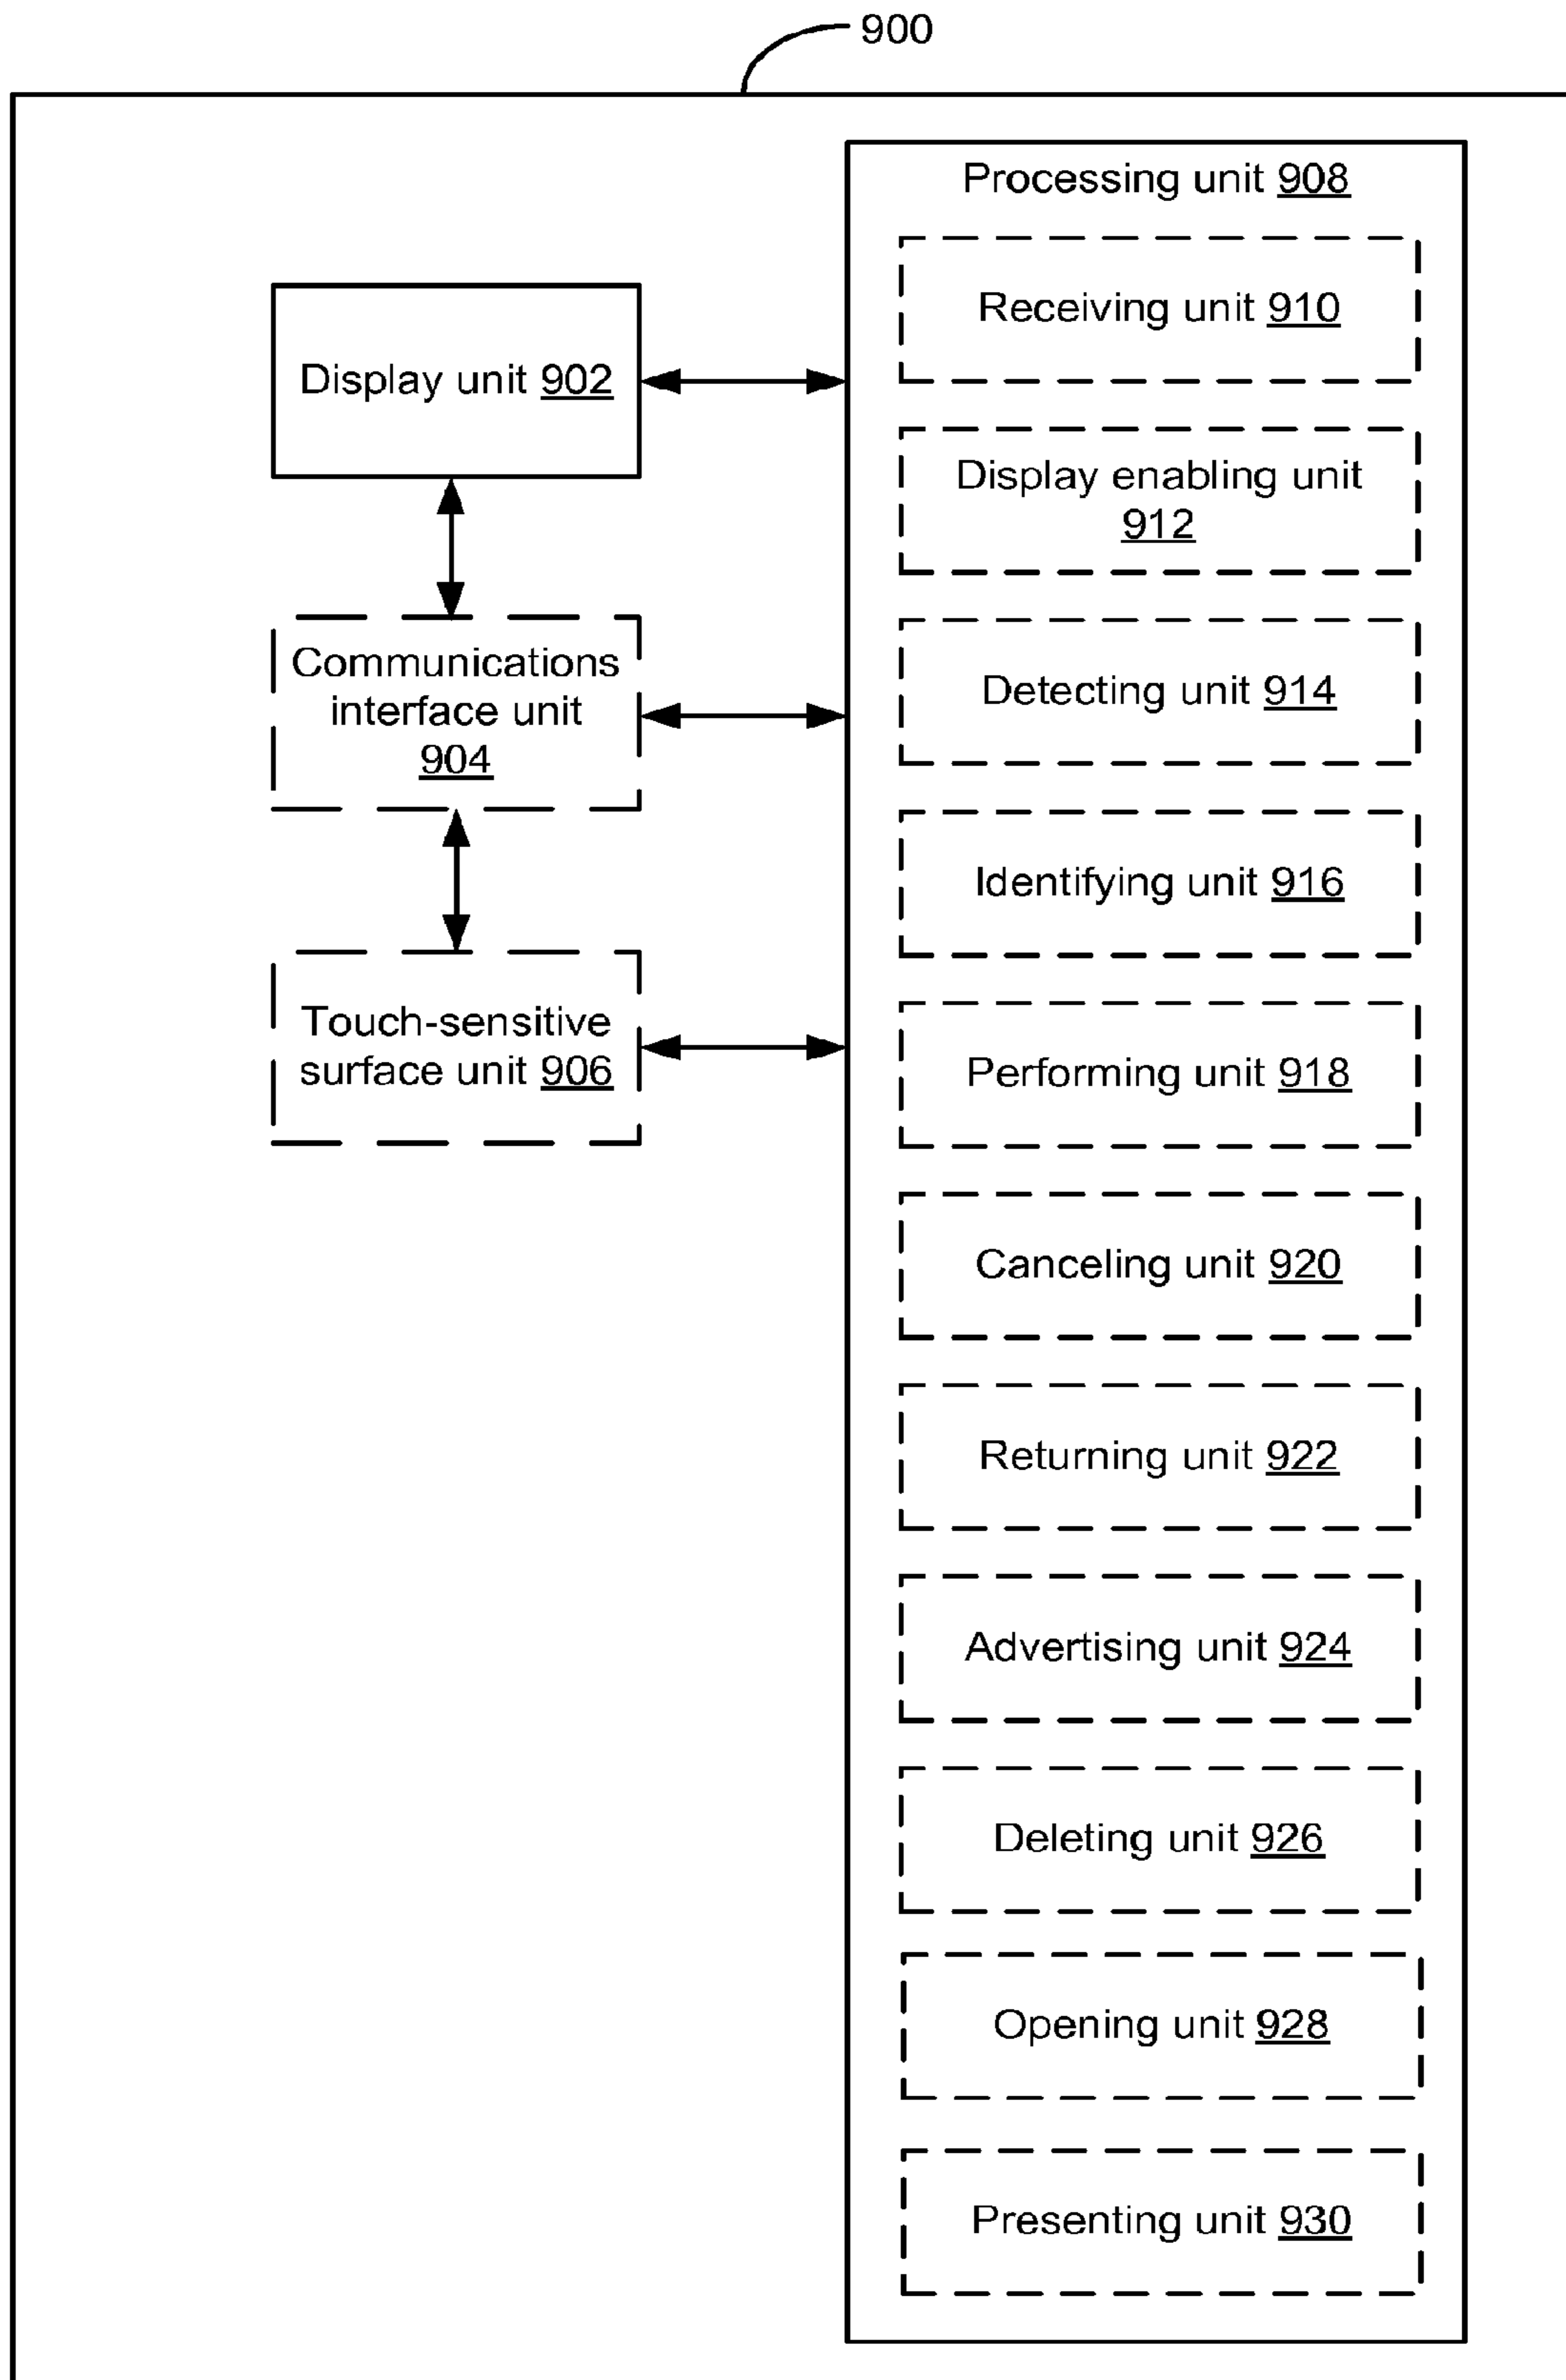 900
Processing unit 908
Receiving unit 910
Display unit 902
Display enabling unit
912
Communications
interface unit
904
Detecting unit 914
Identifying unit 916
Touch-sensitive
surface unit 906
Performing unit 918
Canceling unit 920
Returning unit 922
Advertising unit 924
Deleting unit 926
Opening unit 928
Presenting unit 930